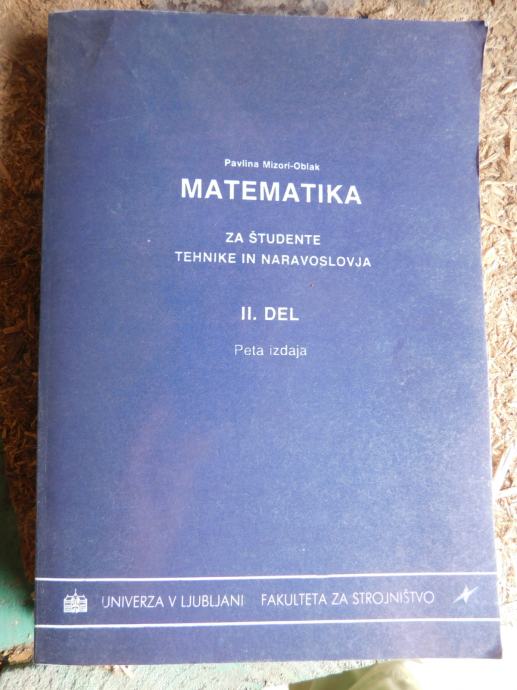 Pavlina Mizori-Oblak
MATEMATIKA
ZA ŠTUDENTE
TEHNIKE IN NARAVOSLOVJA
II. DEL
Peta izdaja
UNIVERZA V LJUBLJANI FAKULTETA ZA STROJNIŠTVO